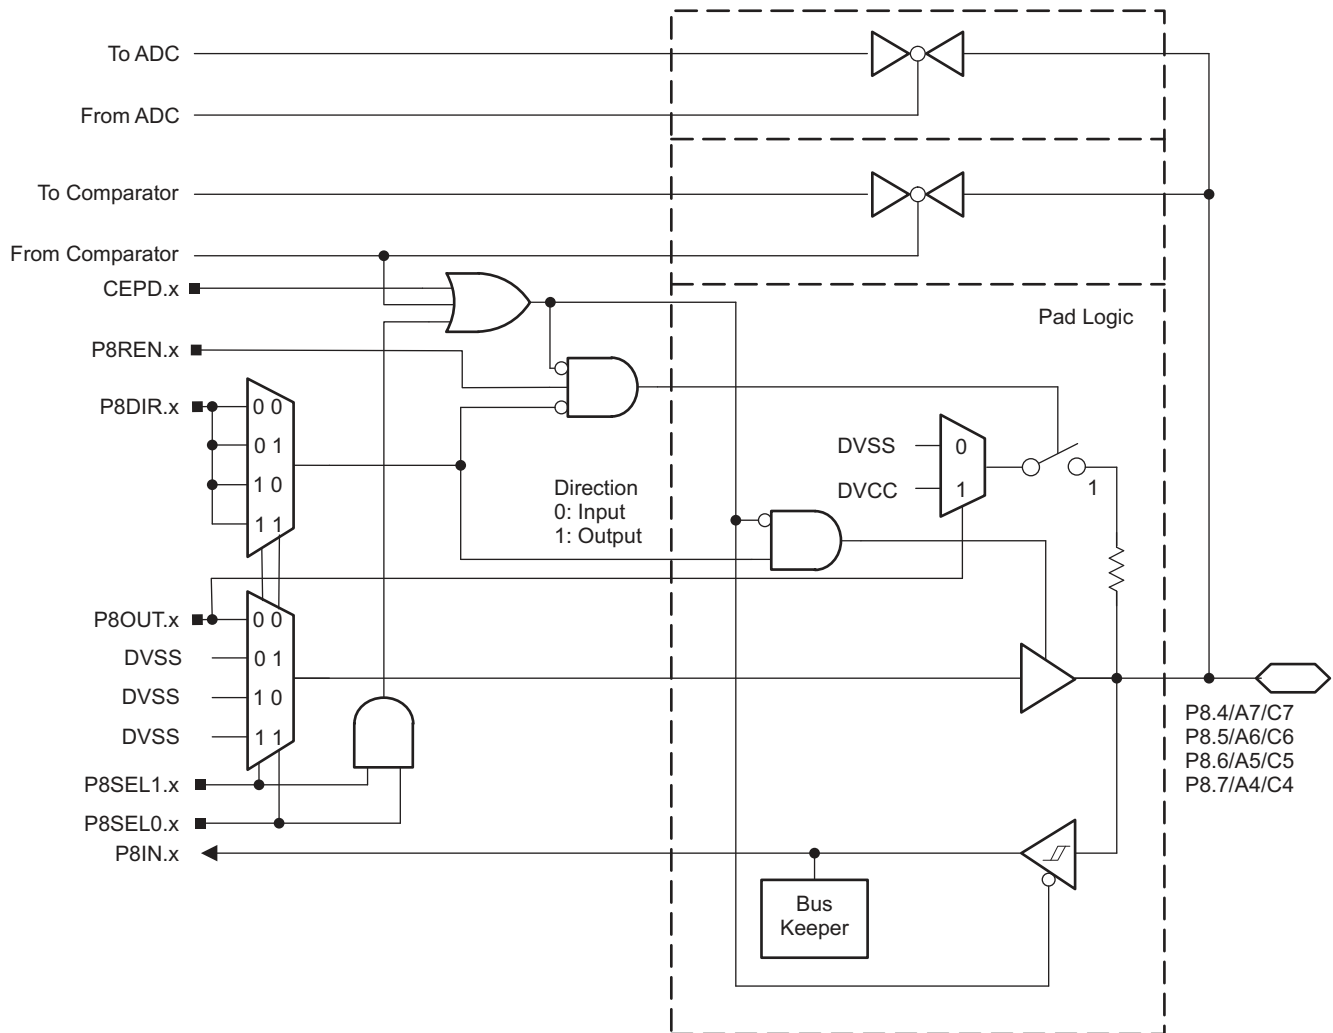 To ADC
From ADC
To Comparator
From Comparator
CEPD.x
Pad Logic
P8REN.x
P8DIR.x
0 0
0 1
1 0
1 1
DVSS
0
DVCC
1
1
Direction
0: Input
1: Output
P8OUT.x
0 0
DVSS
0 1
DVSS
1 0
DVSS
1 1
P8.4/A7/C7
P8.5/A6/C6
P8.6/A5/C5
P8.7/A4/C4
P8SEL1.x
P8SEL0.x
P8IN.x
Bus
Keeper